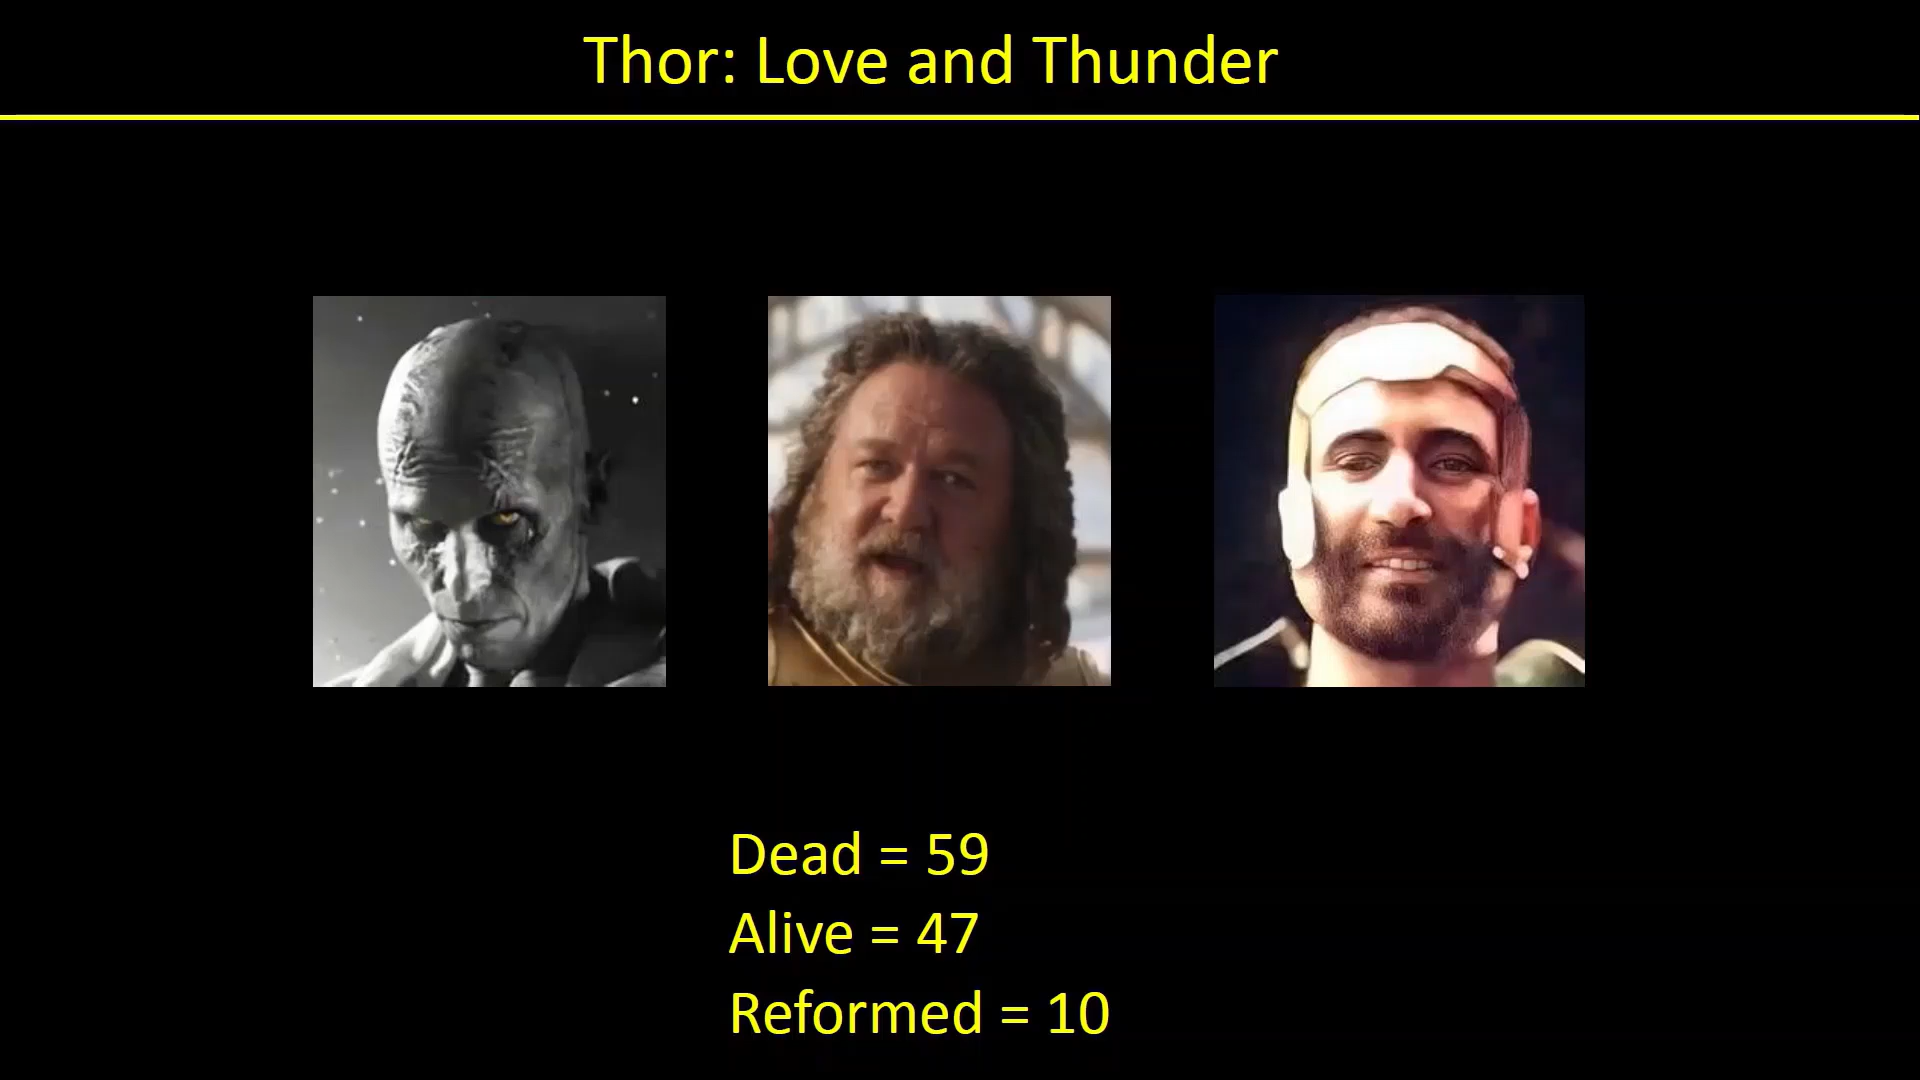 Thor: Love and Thunder
Dead = 59
Alive = 47
Reformed = 10